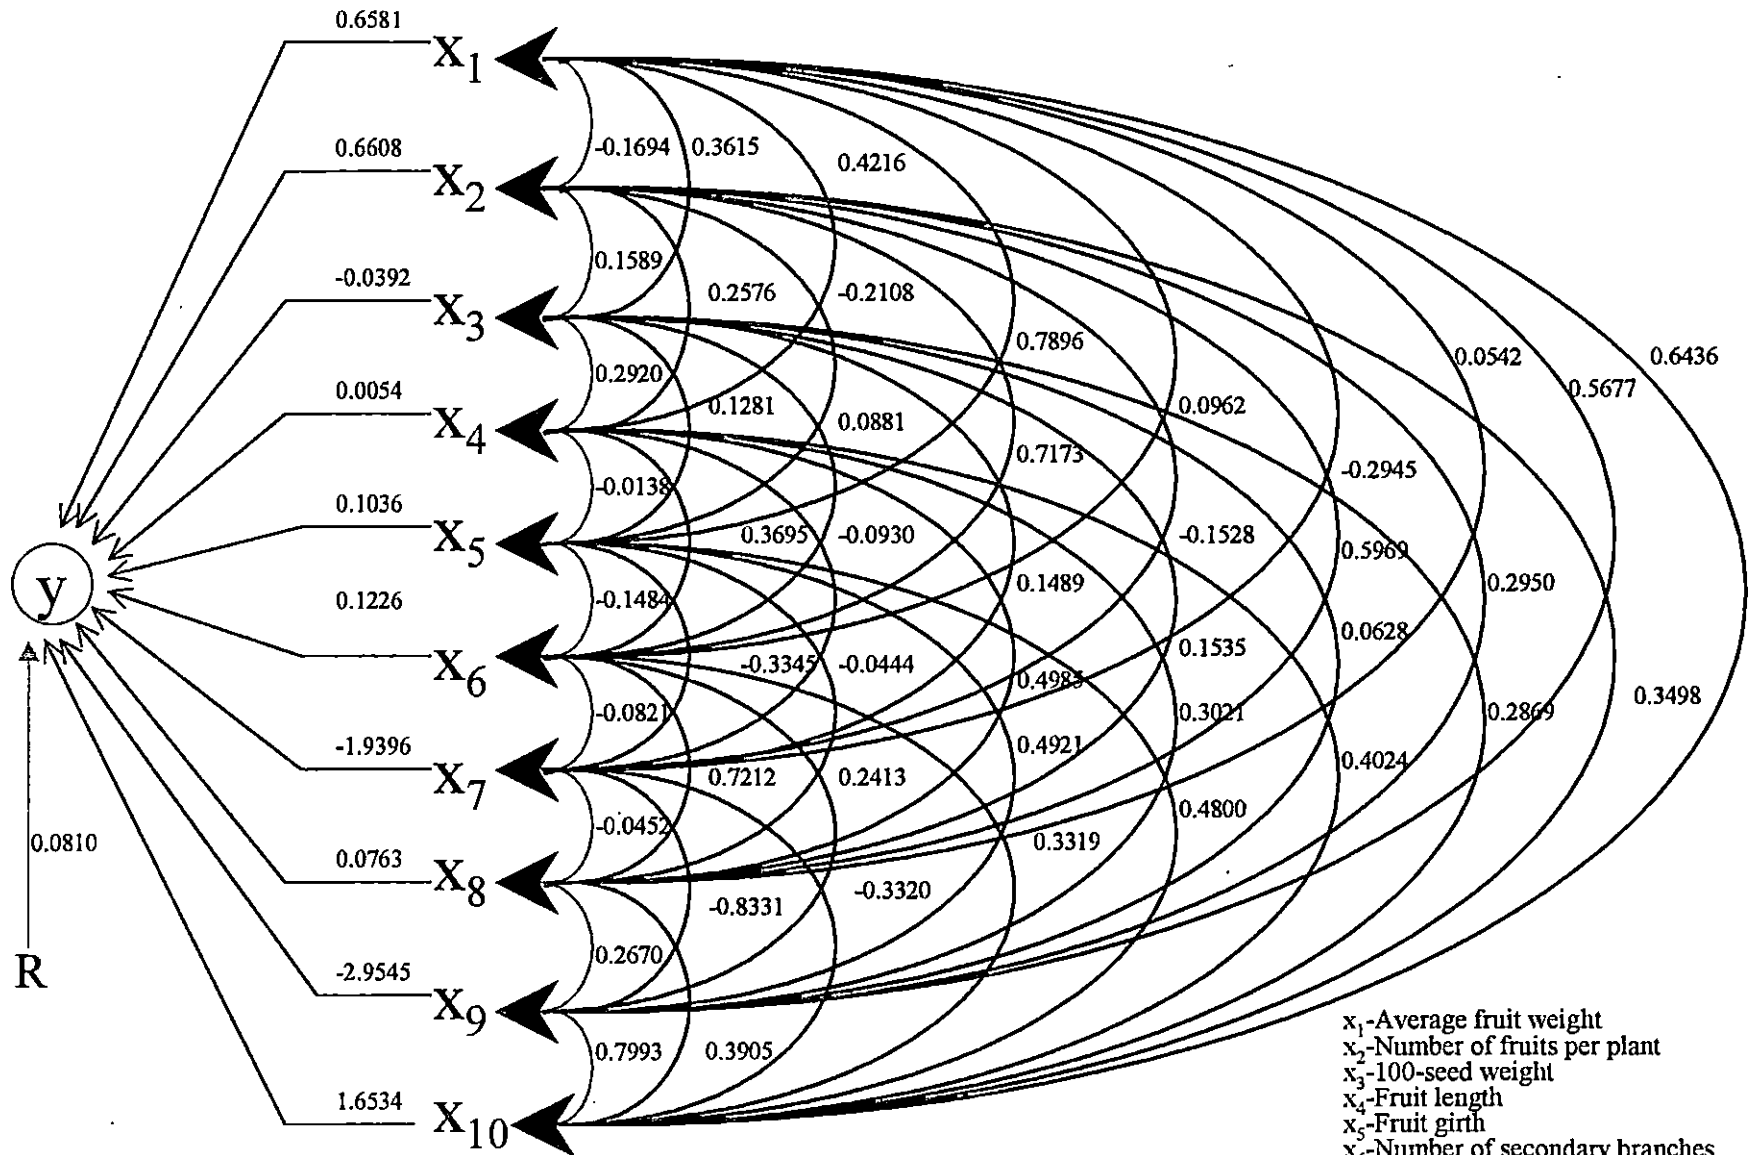 0.6581
x1
-0.1694 0.3615 0.4216
0.6608
x2
0.1589
-0.0392
0.2576 -0.2108
x3
0.7896
0.0542 0.6436
0.2920
0.5677
0.0054
0.1281 0.0881 0.0962
x4
0.7173
-0.2945
-0.0138
0.1036
x5
0.3695 -0.0930 -0.1528
0.5969
y
0.1489 0.2950
0.1226
-0.1484
0.0628
x6
-0.3345 -0.0444 0.1535
0.4985
0.3498
-0.0821 0.3021 0.2869
-1.9396
0.4921
0.4024
x7
0.7212 0.2413
0.4800
-0.0452
0.0810
0.3319
0.0763
x8
-0.3320
-0.8331
0.2670
R
-2.9545
x9
x1-Average fruit weight
x2-Number of fruits per plant
0.7993 0.3905
x3-100-seed weight
1.6534
x4-Fruit length
x10
x5-Fruit girth
x6-Number of secondary branches